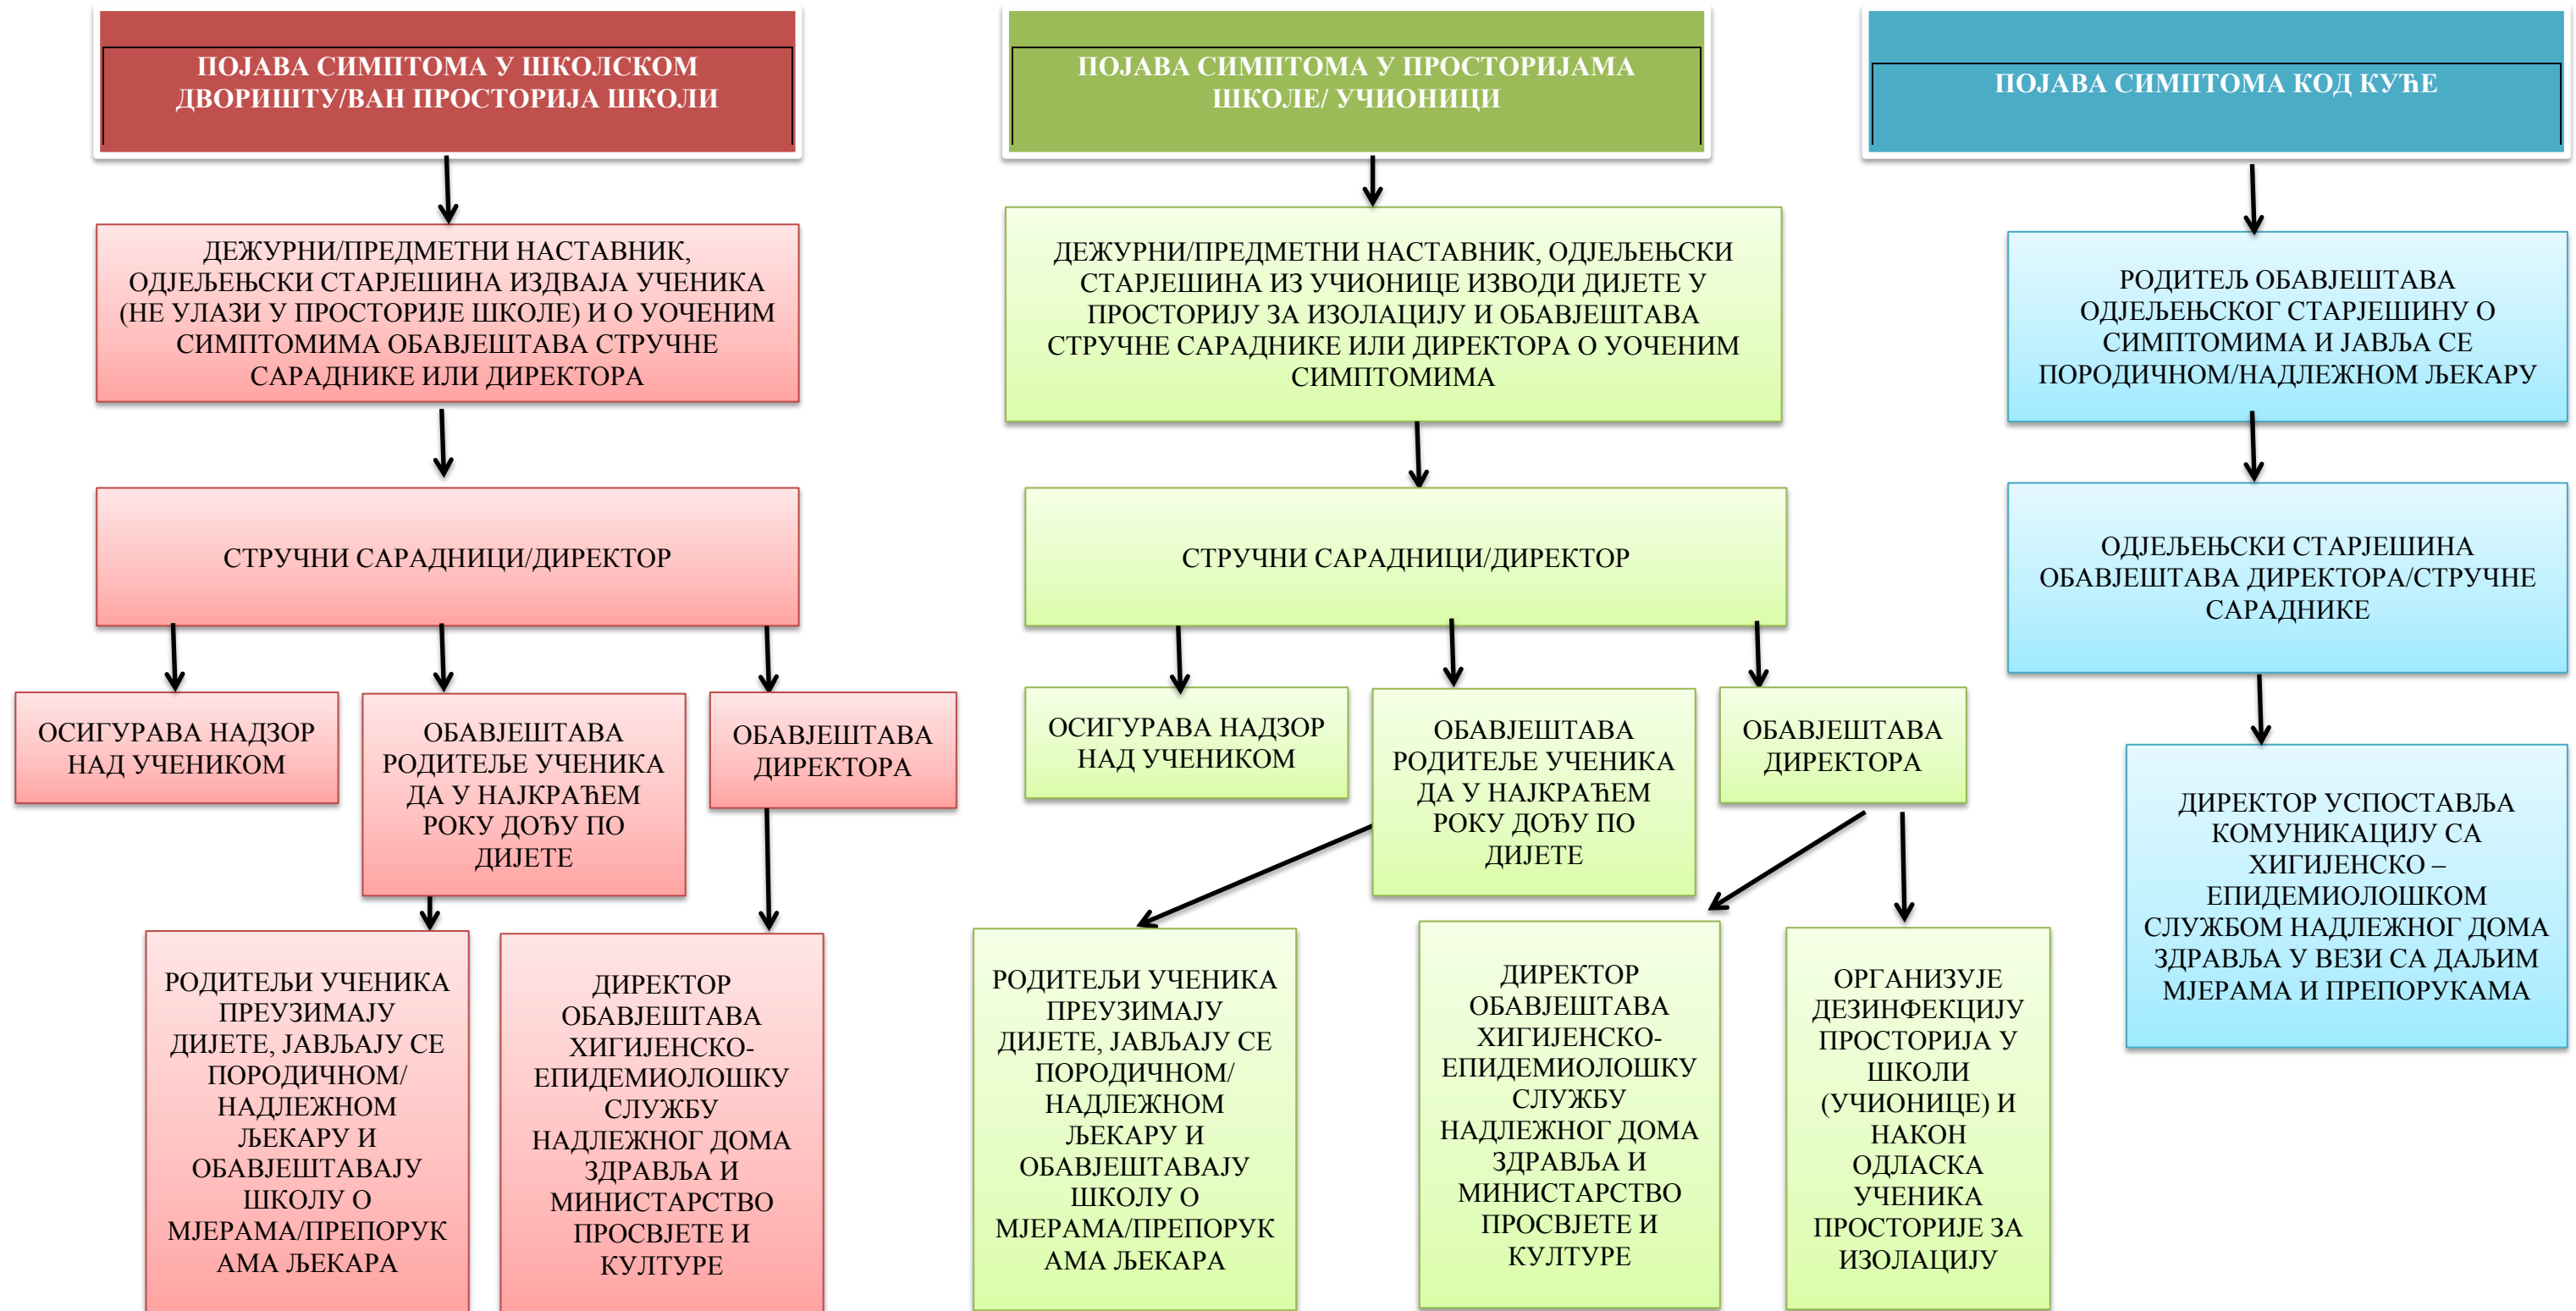 ПОЈАВА СИМПТОМА У ШКОЛСКОМ
ДВОРИШТУ/ВАН ПРОСТОРИЈА ШКОЛИ
ДЕЖУРНИ/ПРЕДМЕТНИ НАСТАВНИК,
ОДЈЕЉЕЊСКИ СТАРЈЕШИНА ИЗДВАЈА УЧЕНИКА
(НЕ УЛАЗИ У ПРОСТОРИЈЕ ШКОЛЕ) И О УОЧЕНИМ
СИМПТОМИМА ОБАВЈЕШТАВА СТРУЧНЕ
САРАДНИКЕ ИЛИ ДИРЕКТОРА
СТРУЧНИ САРАДНИЦИ/ДИРЕКТОР
ОСИГУРАВА НАДЗОР
НАД УЧЕНИКОМ
ОБАВЈЕШТАВА
РОДИТЕЉЕ УЧЕНИКА
ДА У НАЈКРАЋЕМ
РОКУ ДОЂУ ПО
ДИЈЕТЕ
ОБАВЈЕШТАВА
ДИРЕКТОРА
РОДИТЕЉИ УЧЕНИКА
ПРЕУЗИМАЈУ
ДИЈЕТЕ, ЈАВЉАЈУ СЕ
ПОРОДИЧНОМ/
НАДЛЕЖНОМ
ЉЕКАРУ И
ОБАВЈЕШТАВАЈУ
ШКОЛУ О
МЈЕРАМА/ПРЕПОРУК
АМА ЉЕКАРА
ДИРЕКТОР
ОБАВЈЕШТАВА
ХИГИЈЕНСКО-
ЕПИДЕМИОЛОШКУ
СЛУЖБУ
НАДЛЕЖНОГ ДОМА
ЗДРАВЉА И
МИНИСТАРСТВО
ПРОСВЈЕТЕ И
КУЛТУРЕ
ПОЈАВА СИМПТОМА У ПРОСТОРИЈАМА
ШКОЛЕ/ УЧИОНИЦИ
ДЕЖУРНИ/ПРЕДМЕТНИ НАСТАВНИК, ОДЈЕЉЕЊСКИ
СТАРЈЕШИНА ИЗ УЧИОНИЦЕ ИЗВОДИ ДИЈЕТЕ У
ПРОСТОРИЈУ ЗА ИЗОЛАЦИЈУ И ОБАВЈЕШТАВА
СТРУЧНЕ САРАДНИКЕ ИЛИ ДИРЕКТОРА О УОЧЕНИМ
СИМПТОМИМА
СТРУЧНИ САРАДНИЦИ/ДИРЕКТОР
ОСИГУРАВА НАДЗОР
НАД УЧЕНИКОМ
ОБАВЈЕШТАВА
РОДИТЕЉЕ УЧЕНИКА
ДА У НАЈКРАЋЕМ
РОКУ ДОЂУ ПО
ДИЈЕТЕ
ОБАВЈЕШТАВА
ДИРЕКТОРА
РОДИТЕЉИ УЧЕНИКА
ПРЕУЗИМАЈУ
ДИЈЕТЕ, ЈАВЉАЈУ СЕ
ПОРОДИЧНОМ/
НАДЛЕЖНОМ
ЉЕКАРУ И
ОБАВЈЕШТАВАЈУ
ШКОЛУ О
МЈЕРАМА/ПРЕПОРУК
АМА ЉЕКАРА
ДИРЕКТОР
ОБАВЈЕШТАВА
ХИГИЈЕНСКО-
ЕПИДЕМИОЛОШКУ
СЛУЖБУ
НАДЛЕЖНОГ ДОМА
ЗДРАВЉА И
МИНИСТАРСТВО
ПРОСВЈЕТЕ И
КУЛТУРЕ
ОРГАНИЗУЈЕ
ДЕЗИНФЕКЦИЈУ
ПРОСТОРИЈА У
ШКОЛИ
(УЧИОНИЦЕ) И
НАКОН
ОДЛАСКА
УЧЕНИКА
ПРОСТОРИЈЕ ЗА
ИЗОЛАЦИЈУ
ПОЈАВА СИМПТОМА КОД КУЋЕ
РОДИТЕЉ ОБАВЈЕШТАВА
ОДЈЕЉЕЊСКОГ СТАРЈЕШИНУ О
СИМПТОМИМА И ЈАВЉА СЕ
ПОРОДИЧНОМ/НАДЛЕЖНОМ ЉЕКАРУ
ОДЈЕЉЕЊСКИ СТАРЈЕШИНА
ОБАВЈЕШТАВА ДИРЕКТОРА/СТРУЧНЕ
САРАДНИКЕ
ДИРЕКТОР УСПОСТАВЉА
КОМУНИКАЦИЈУ СА
ХИГИЈЕНСКО –
ЕПИДЕМИОЛОШКОМ
СЛУЖБОМ НАДЛЕЖНОГ ДОМА
ЗДРАВЉА У ВЕЗИ СА ДАЉИМ
МЈЕРАМА И ПРЕПОРУКАМА